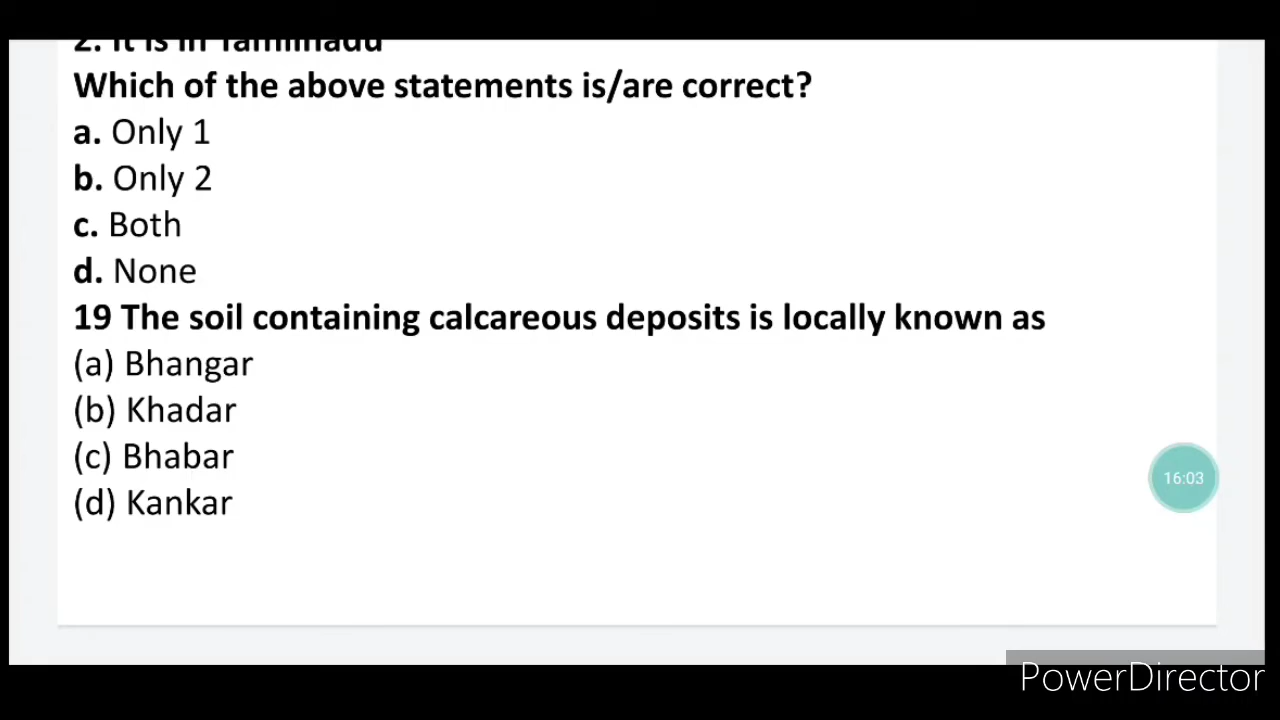 2. It is in Tamilnadu
Which of the above statements is/are correct?
a. Only 1
b. Only 2
c. Both
d. None
19 The soil containing calcareous deposits is locally known as
(a) Bhangar
(b) Khadar
(c) Bhabar
(d) Kankar
16:03
PowerDirector